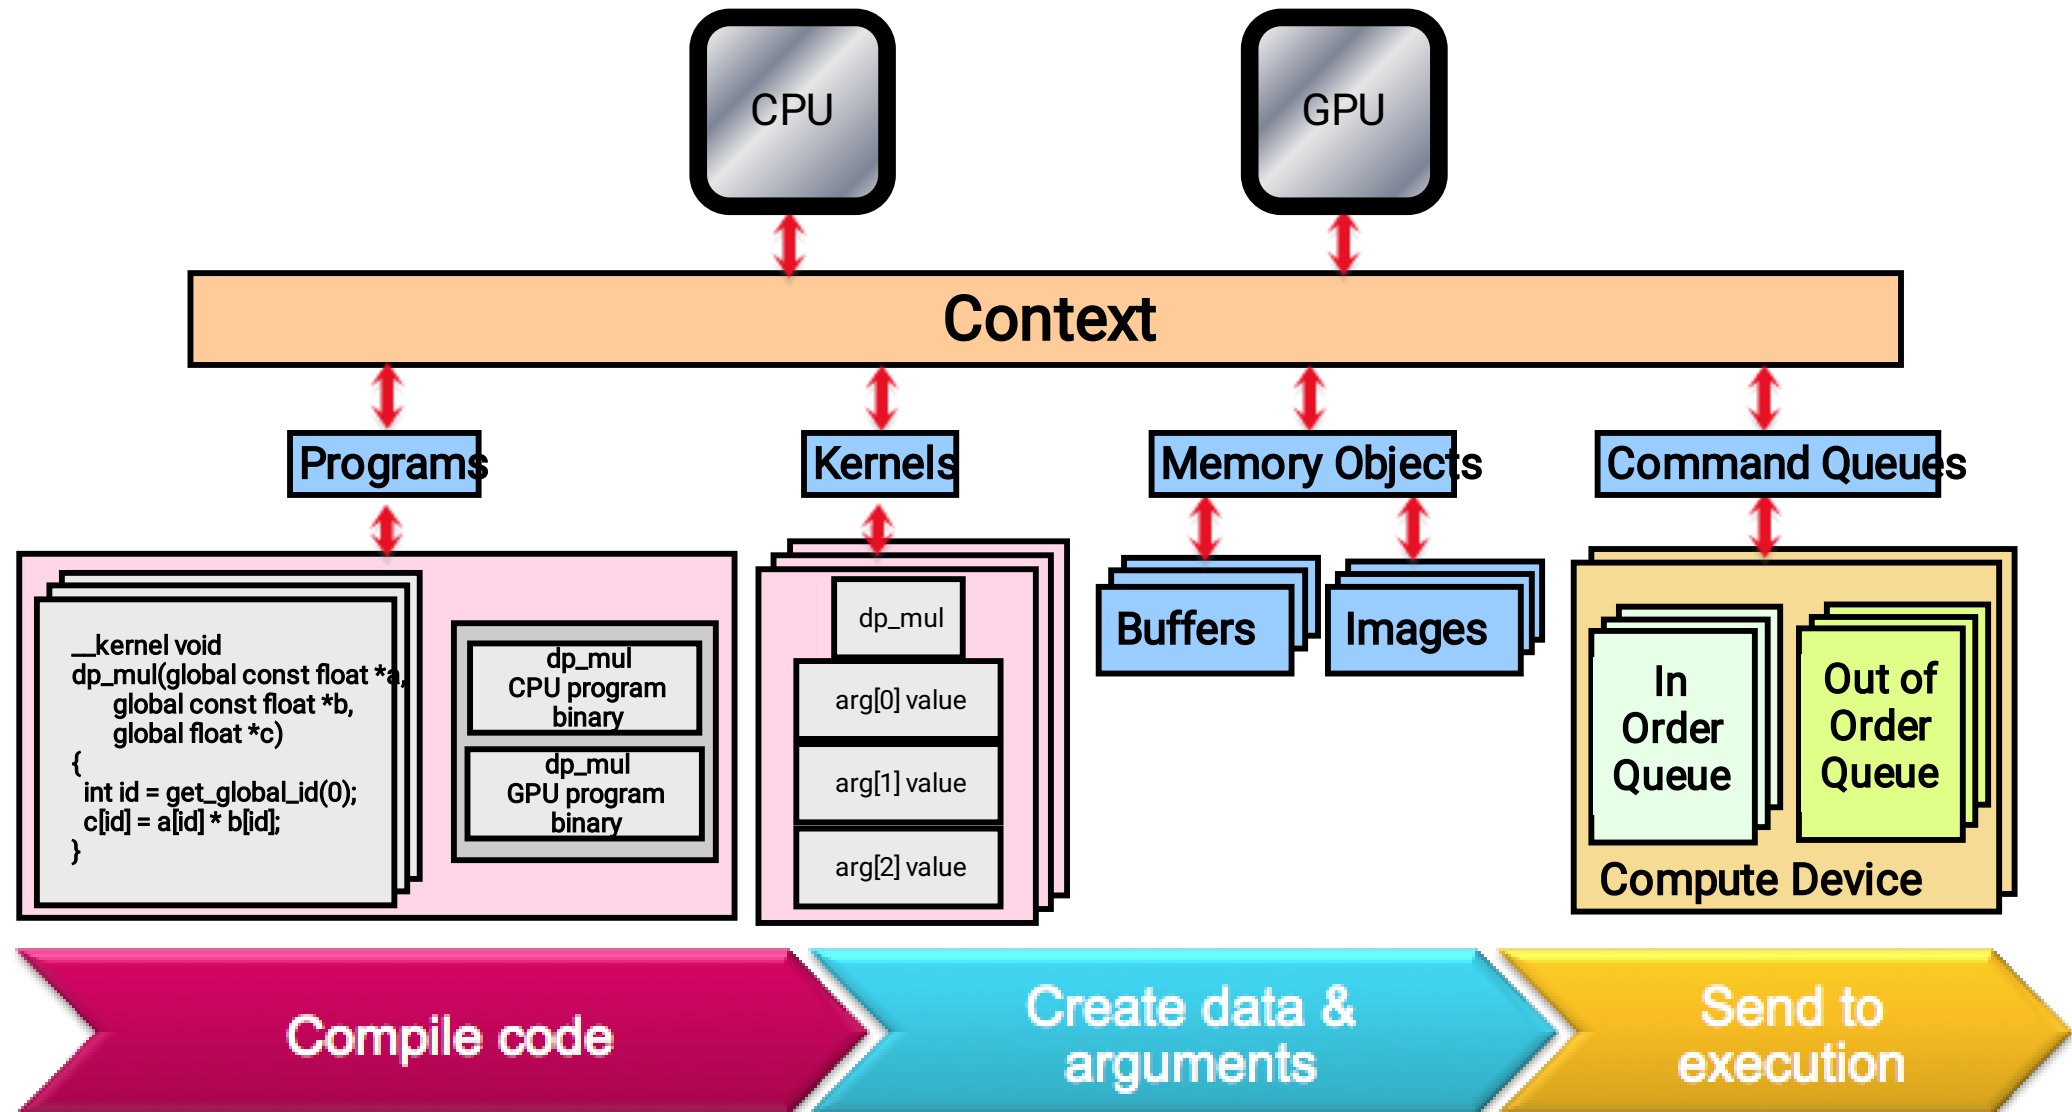 CPU
GPU
Context
Programs
Kernels
Memory Objects
Command Queues
__kernel void
dp_mul(global const float *a,
global const float *b,
global float *c)
{
int id = get_global_id(0);
c[id] = a[id] * b[id];
}
dp_mul
CPU program
binary
dp_mul
GPU program
binary
dp_mul
arg[0] value
arg[1] value
arg[2] value
Buffers
Images
In
Order
Queue
Out of
Order
Queue
Compute Device
Compile code
Create data &
arguments
Send to
execution